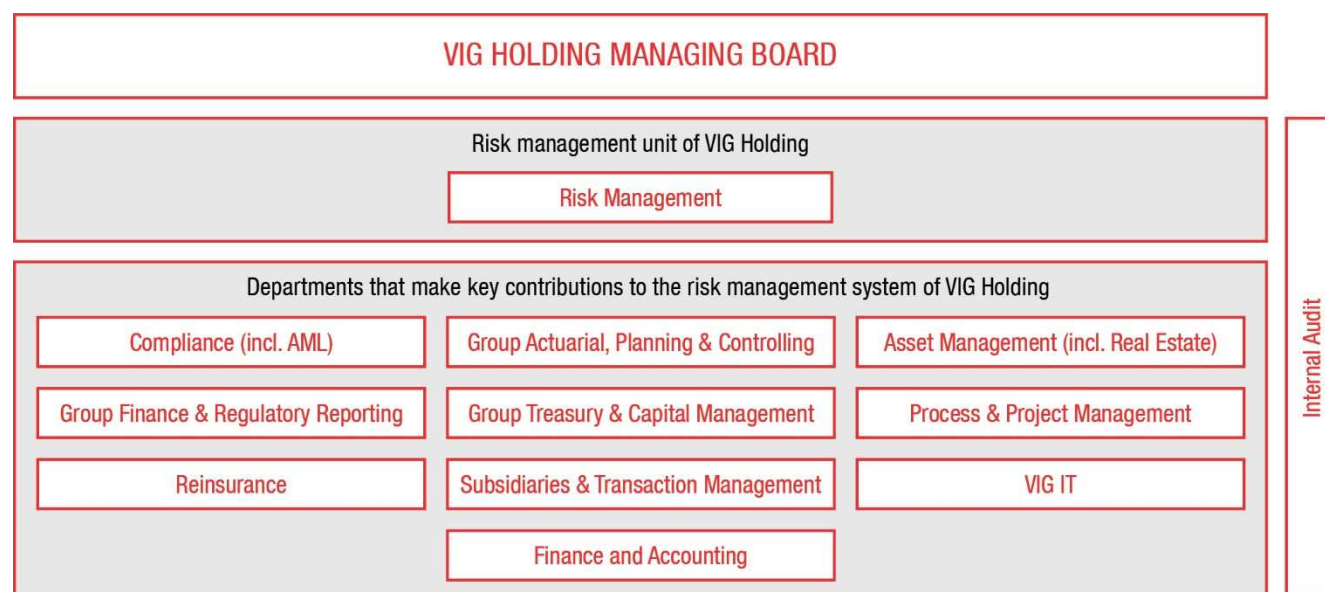 VIG HOLDING MANAGING BOARD
Risk management unit of VIG Holding
Risk Management
Departments that make key contributions to the risk management system of VIG Holding
Compliance (incl. AML)
Group Actuarial, Planning & Controlling
Asset Management (incl. Real Estate)
Group Finance & Regulatory Reporting
Group Treasury & Capital Management
Process & Project Management
Reinsurance
Subsidiaries & Transaction Management
VIG IT
Finance and Accounting
Internal Audit